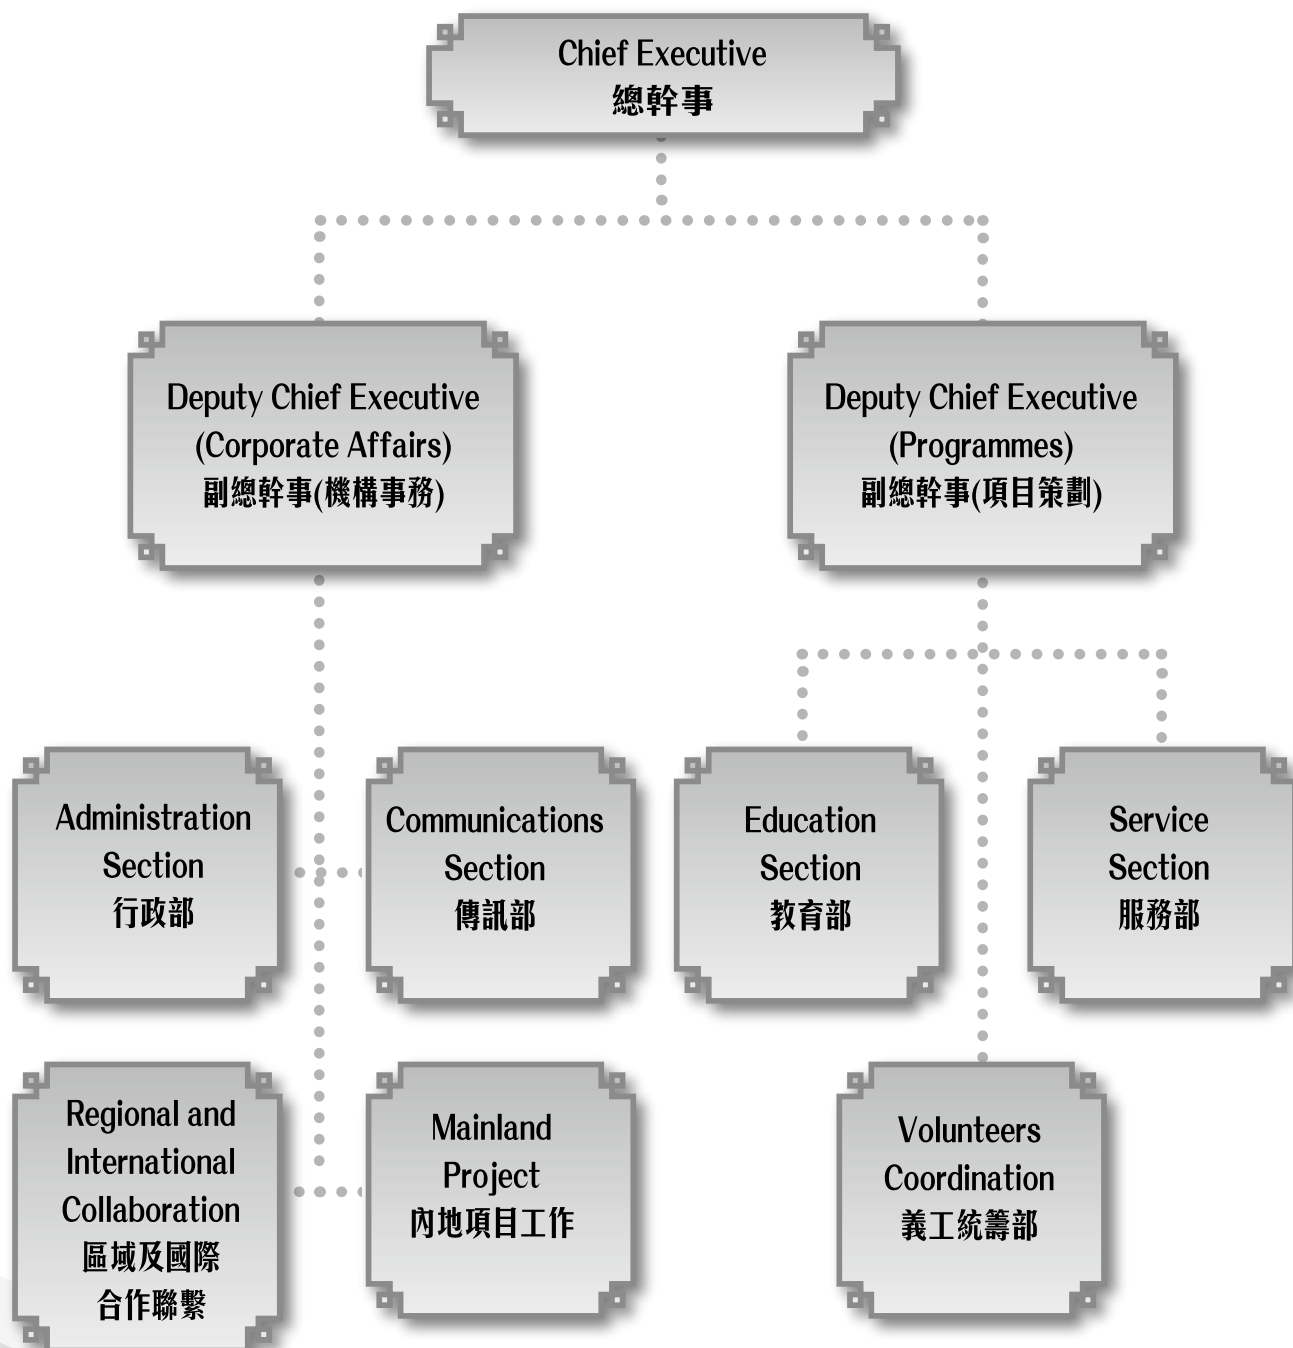 Chief Executive
總幹事
Deputy Chief Executive
(Corporate Affairs)
副總幹事(機構事務)
Deputy Chief Executive
(Programmes)
副總幹事(項目策劃)
Administration
Section
行政部
Communications
Section
傳訊部
Education
Section
教育部
Service
Section
服務部
Regional and
International
Collaboration
區域及國際
合作聯繫
Mainland
Project
內地項目工作
Volunteers
Coordination
義工統籌部